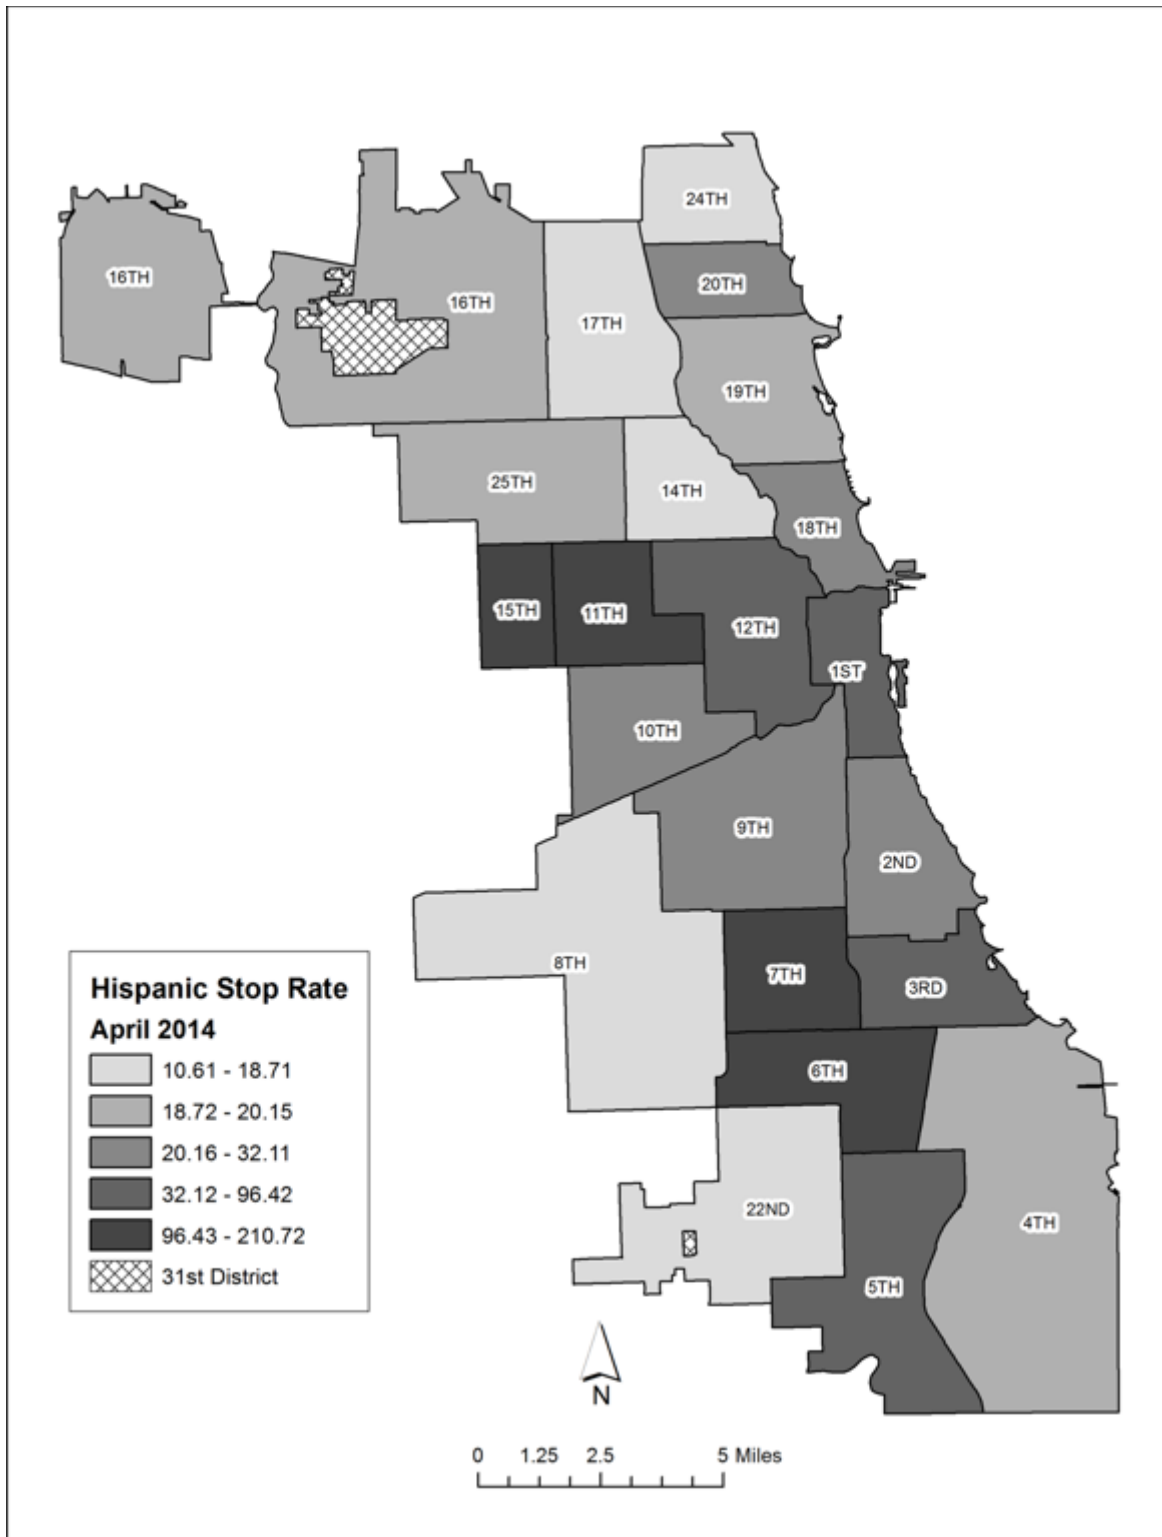 24TH
16TH
20TH
16TH
17TH
19TH
25TH
14TH
18TH
15TH
11TH
12TH
1ST
10TH
9TH
2ND
8TH
7TH
3RD
6TH
22ND
4TH
5TH
Hispanic Stop Rate
April 2014
10.61 - 18.71
18.72 - 20.15
20.16 - 32.11
32.12 - 96.42
96.43 - 210.72
31st District
N
0 1.25 2.5 5 Miles